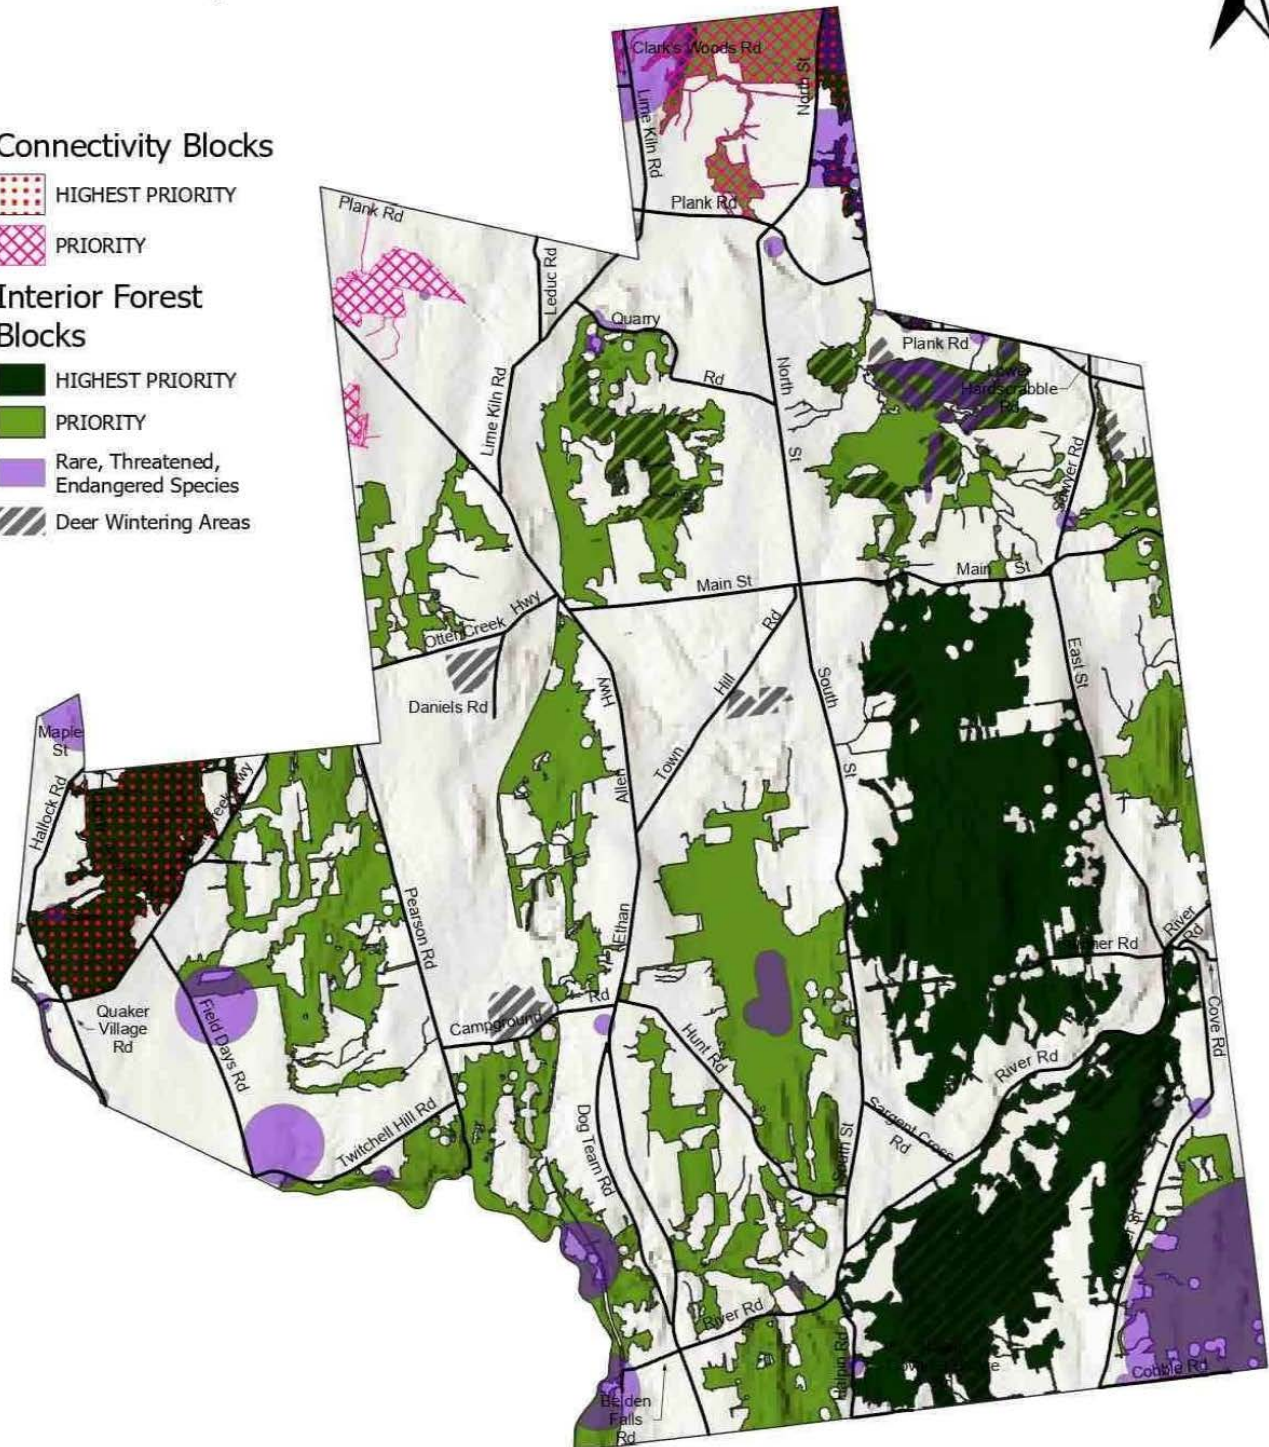 Connectivity Blocks
HIGHEST PRIORITY
PRIORITY
Interior Forest
Blocks
HIGHEST PRIORITY
PRIORITY
Rare, Threatened,
Endangered Species
Deer Wintering Areas
Clark's Woods Rd
North St
Lime Kiln Rd
Plank Rd
Plank Rd
Leduc Rd
Quarry
Rd
Plank Rd
Lower
Hardscrabble
Rd
North
St
Lime Kiln Rd
Sawyer Rd
Main St
Main St
Otter Creek Hwy
Daniels Rd
Hwy
Town Hill Rd
South
St
East St
Maple
St
Hallock Rd
Creek Hwy
Allen
Pearson Rd
Ethan
River
Rd
Quaker
Village
Rd
Field Days Rd
Campground
Rd
Hunt Rd
River Rd
Cove Rd
Sargent Cross
Rd
Twitchell Hill Rd
Dog Team Rd
South St
River Rd
Halpin Rd
Cobble Rd
Belden
Falls
Rd